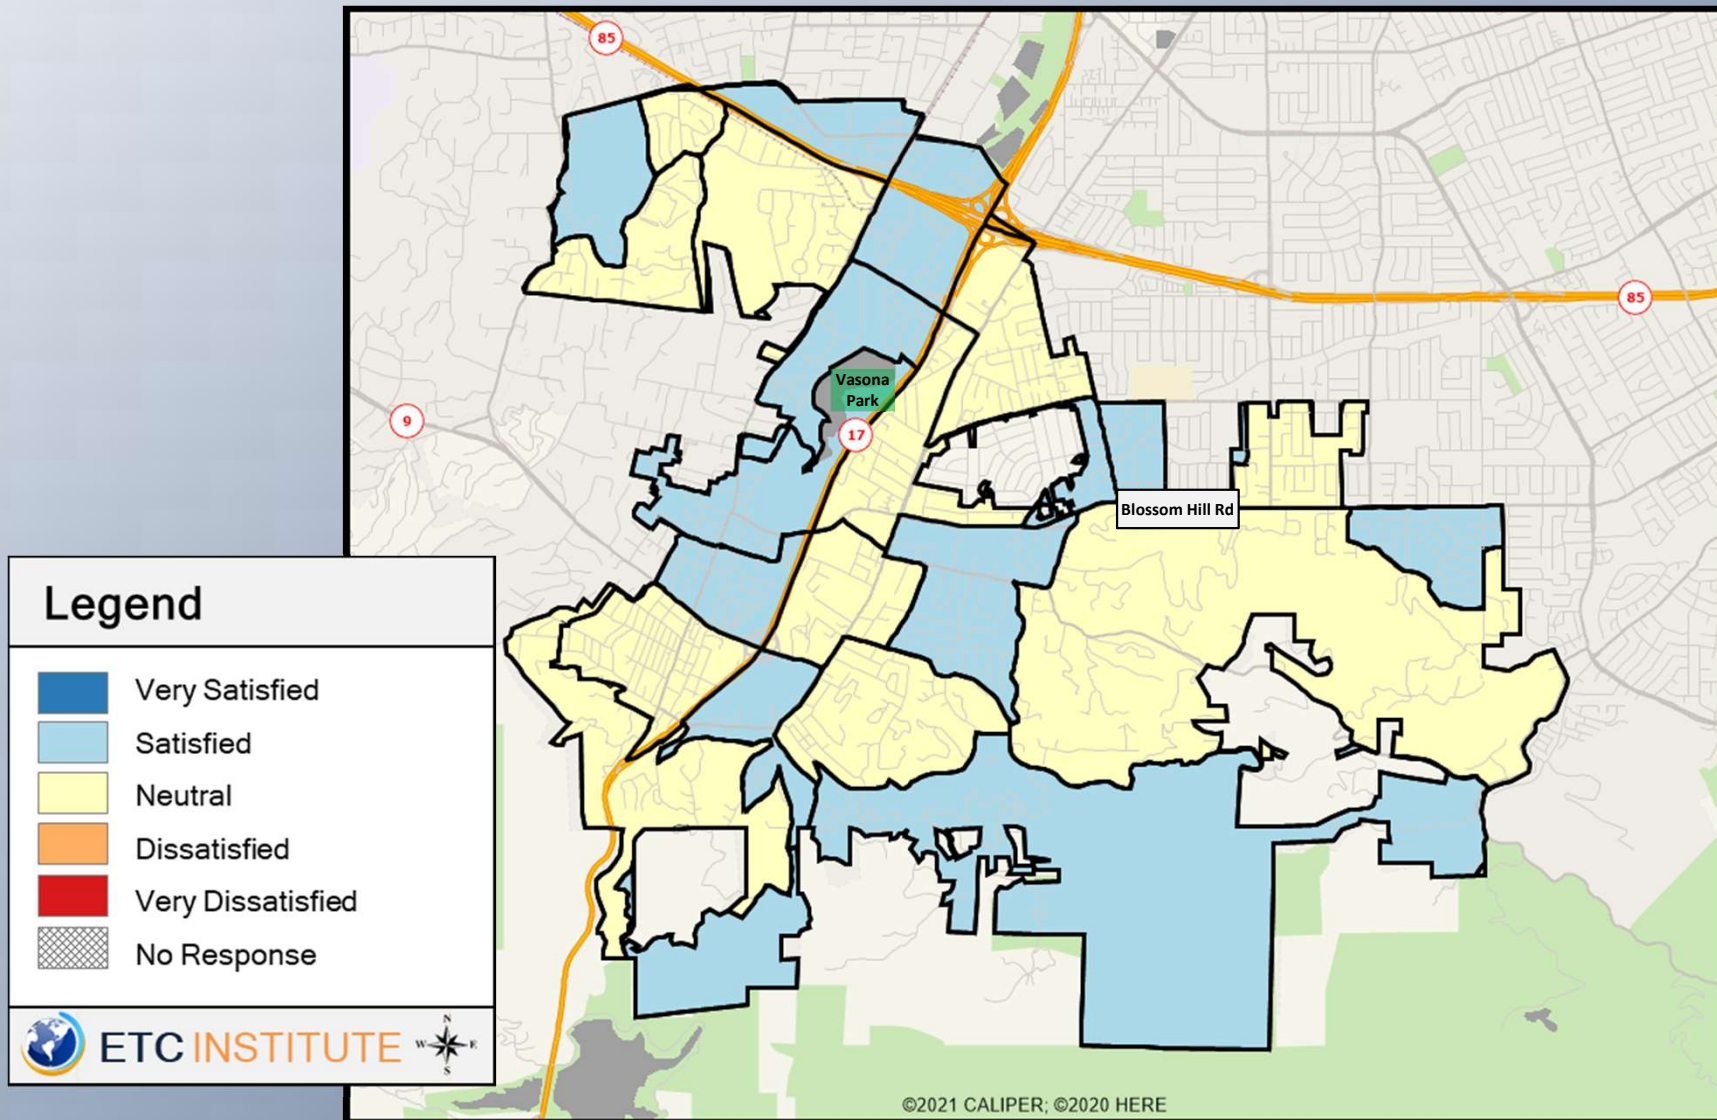 85
85
9
Vasona
Park
17
Blossom Hill Rd
Legend
Very Satisfied
Satisfied
Neutral
Dissatisfied
Very Dissatisfied
No Response
ETC INSTITUTE
N
W E
S
©2021 CALIPER; ©2020 HERE